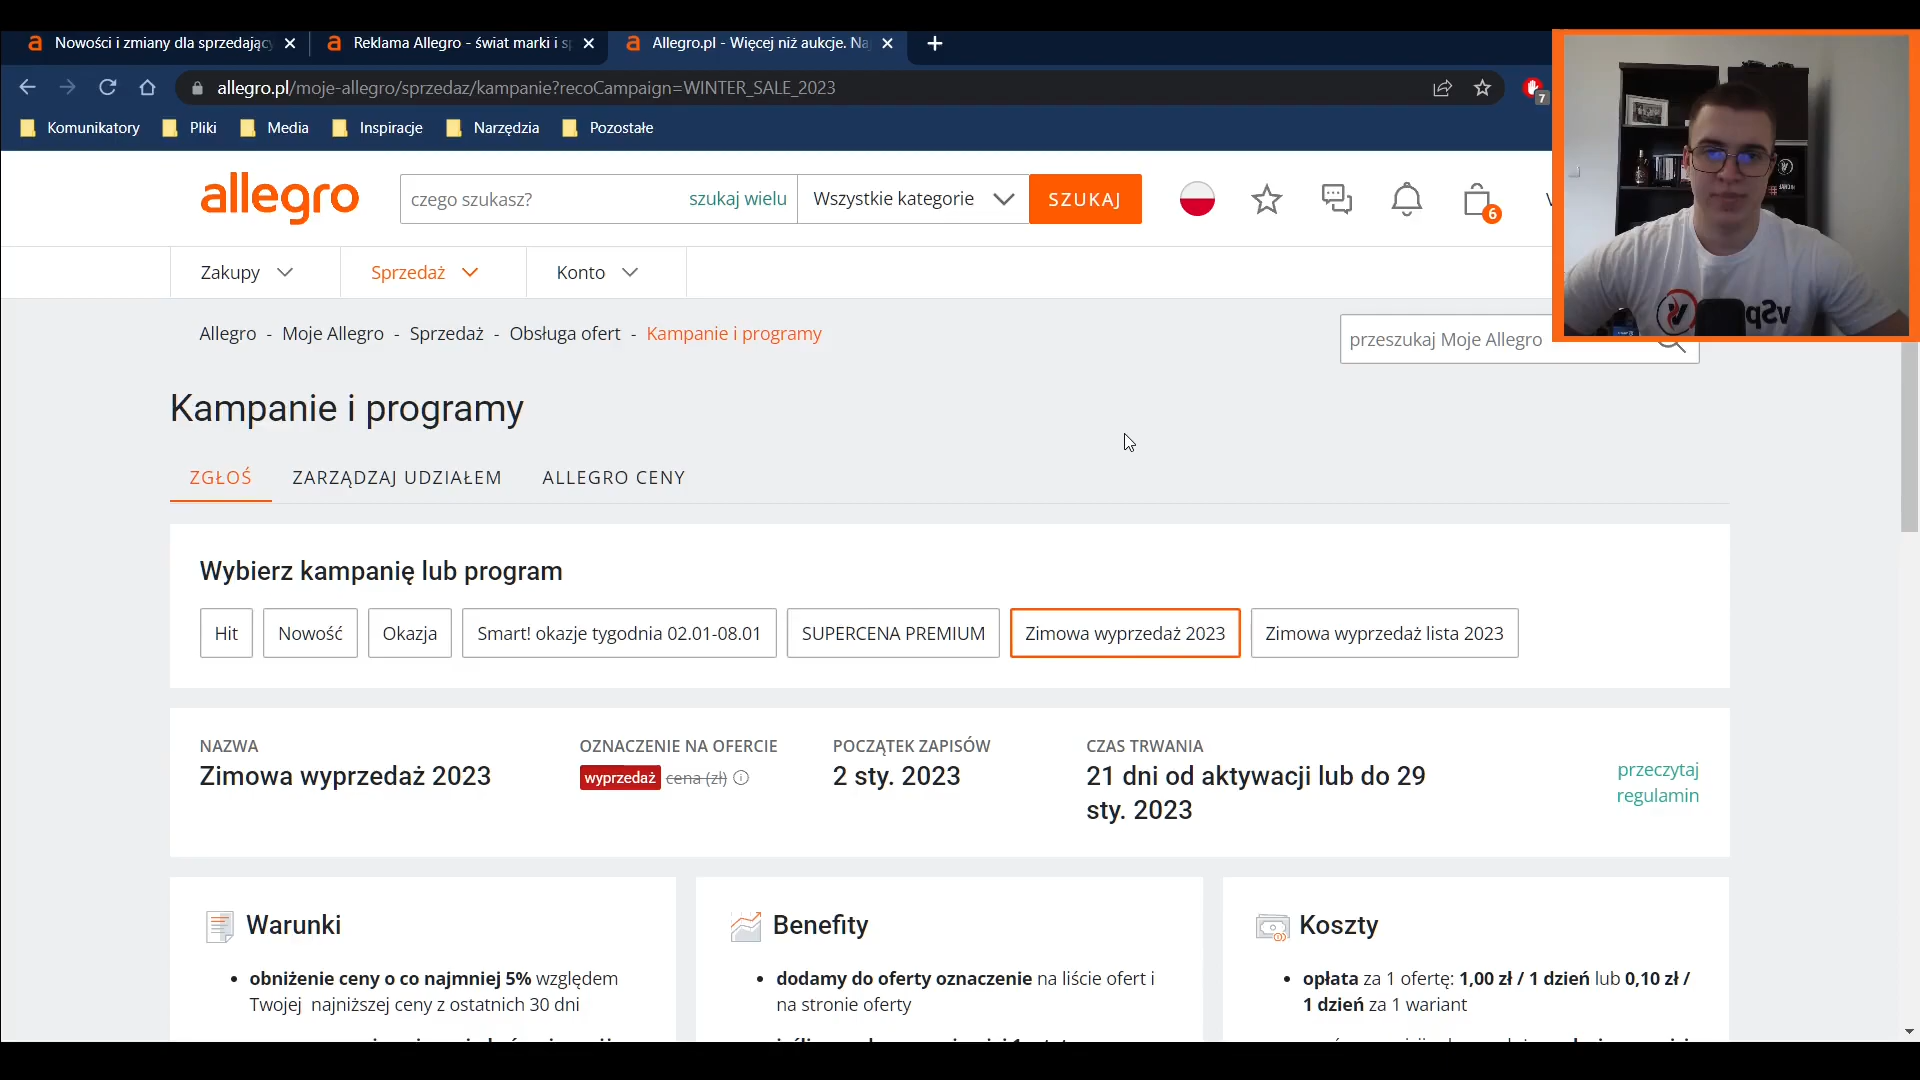 Nowości i zmiany dla sprzedający
Reklama Allegro - świat marki i s
Allegro.pl - Więcej niż aukcje. Na
allegro.pl/moje-allegro/sprzedaz/kampanie?recoCampaign=WINTER_SALE_2023
7
Komunikatory
Pliki
Media
Inspiracje
Narzędzia
Pozostałe
allegro
czego szukasz?
szukaj wielu
Wszystkie kategorie
SZUKAJ
6
Zakupy
Sprzedaż
Konto
Allegro - Moje Allegro - Sprzedaż - Obsługa ofert - Kampanie i programy
przeszukaj Moje Allegro
Kampanie i programy
ZGŁOŚ
ZARZĄDZAJ UDZIAŁEM
ALLEGRO CENY
Wybierz kampanię lub program
Hit
Nowość
Okazja
Smart! okazje tygodnia 02.01-08.01
SUPERCENA PREMIUM
Zimowa wyprzedaż 2023
Zimowa wyprzedaż lista 2023
NAZWA
Zimowa wyprzedaż 2023
OZNACZENIE NA OFERCIE
wyprzedaż cena (zł)
POCZĄTEK ZAPISÓW
2 sty. 2023
CZAS TRWANIA
21 dni od aktywacji lub do 29
sty. 2023
przeczytaj
regulamin
Warunki
• obniżenie ceny o co najmniej 5% względem
Twojej najniższej ceny z ostatnich 30 dni
Benefity
• dodamy do oferty oznaczenie na liście ofert i
na stronie oferty
Koszty
• opłata za 1 ofertę: 1,00 zł / 1 dzień lub 0,10 zł /
1 dzień za 1 wariant